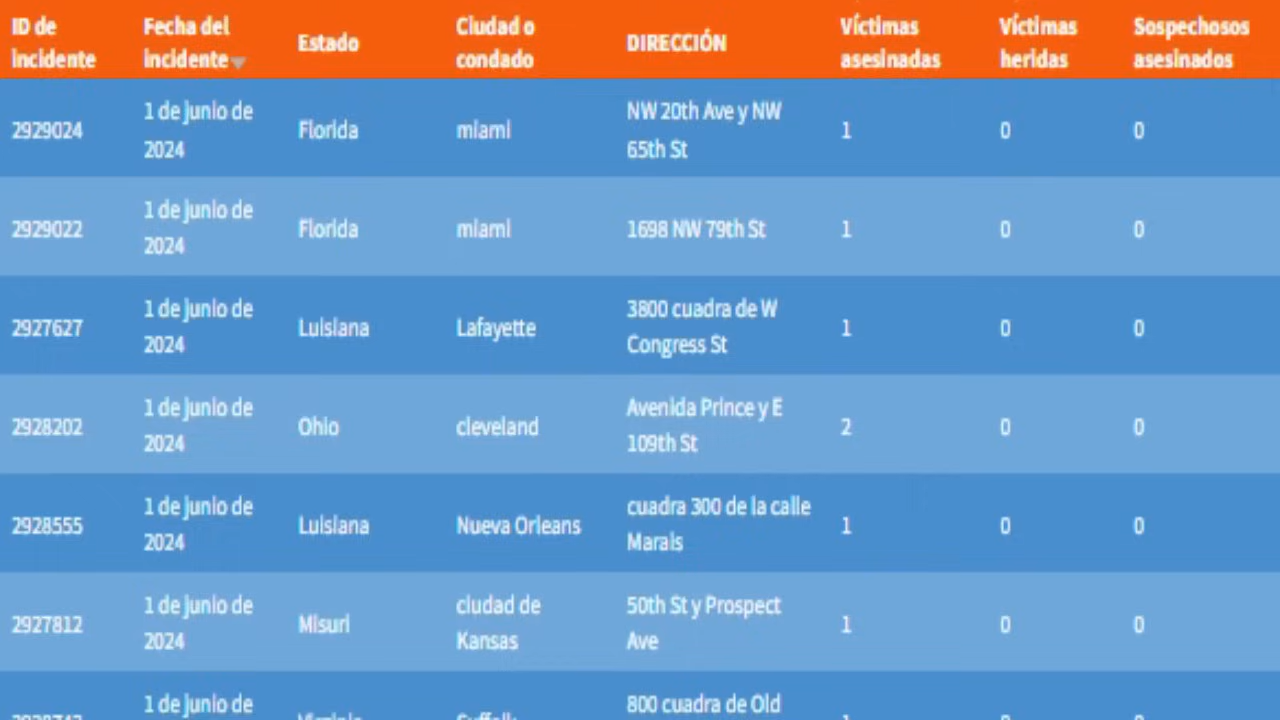 ID de incidente Fecha del incidente Estado Ciudad o condado DIRECCIÓN Víctimas asesinadas Víctimas heridas Sospechosos asesinados
2929024 1 de junio de 2024 Florida miami NW 20th Ave y NW 65th St 1 0 0
2929022 1 de junio de 2024 Florida miami 1698 NW 79th St 1 0 0
2927627 1 de junio de 2024 Luisiana Lafayette 3800 cuadra de W Congress St 1 0 0
2928202 1 de junio de 2024 Ohio cleveland Avenida Prince y E 109th St 2 0 0
2928555 1 de junio de 2024 Luisiana Nueva Orleans cuadra 300 de la calle Marais 1 0 0
2927812 1 de junio de 2024 Misuri ciudad de Kansas 50th St y Prospect Ave 1 0 0
1 de junio de 800 cuadra de Old